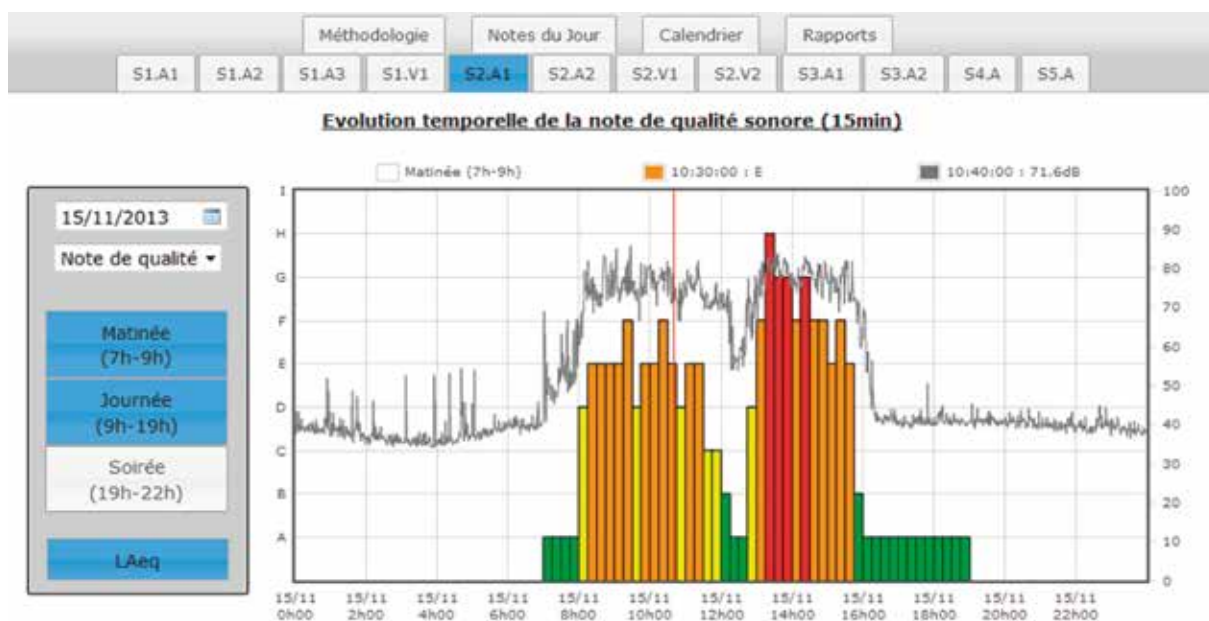 Méthodologie Notes du Jour Calendrier Rapports
S1.A1 S1.A2 S1.A3 S1.V1 S2.A1 S2.A2 S2.V1 S2.V2 S3.A1 S3.A2 S4.A S5.A
Evolution temporelle de la note de qualité sonore (15min)
Matinée (7h-9h) 10:30:00 : E 10:40:00 : 71.6dB
15/11/2013
Note de qualité
Matinée
(7h-9h)
Journée
(9h-19h)
Soirée
(19h-22h)
LAeq
I
H
G
F
E
D
C
B
A
100
90
80
70
60
50
40
30
20
10
0
15/11 15/11 15/11 15/11 15/11 15/11 15/11 15/11 15/11 15/11 15/11 15/11
0h00 2h00 4h00 6h00 8h00 10h00 12h00 14h00 16h00 18h00 20h00 22h00